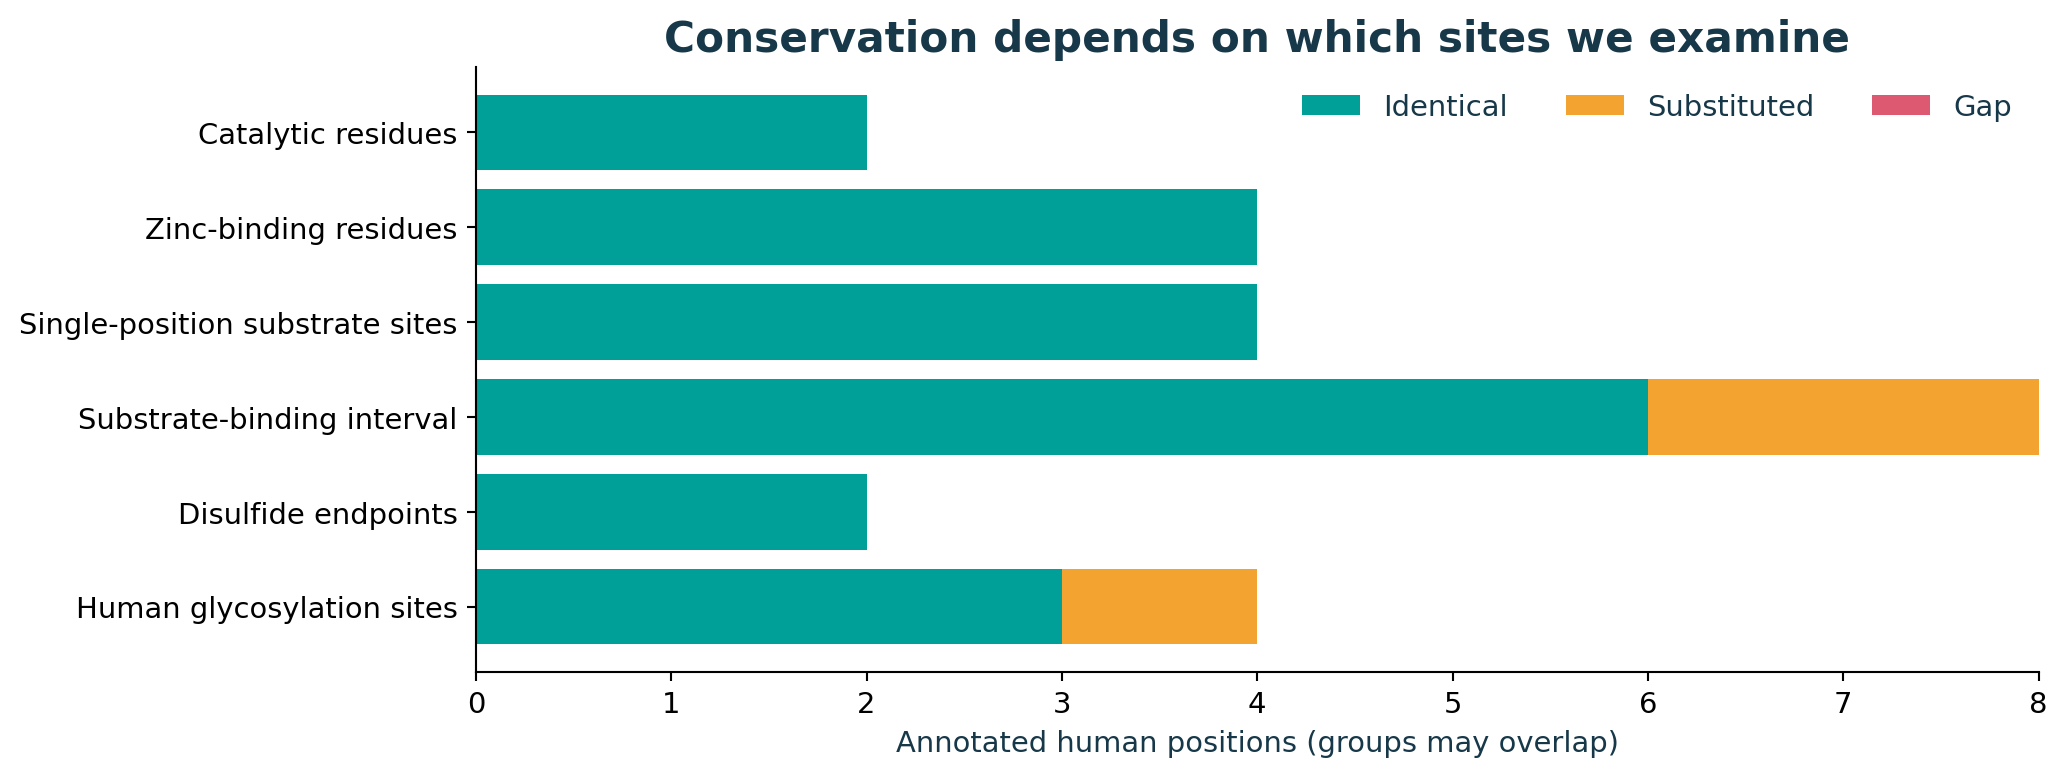 Conservation depends on which sites we examine
Identical
Substituted
Gap
Catalytic residues
Zinc-binding residues
Single-position substrate sites
Substrate-binding interval
Disulfide endpoints
Human glycosylation sites
0 1 2 3 4 5 6 7 8
Annotated human positions (groups may overlap)